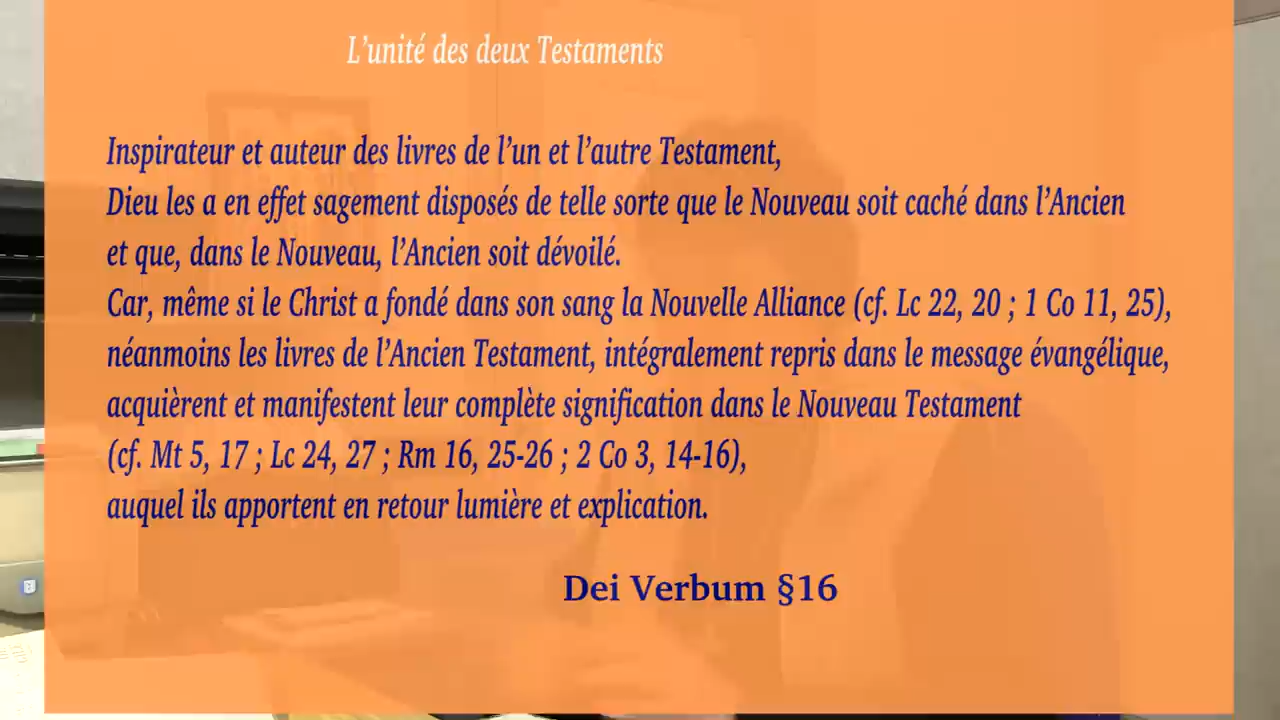 L’unité des deux Testaments
Inspirateur et auteur des livres de l’un et l’autre Testament,
Dieu les a en effet sagement disposés de telle sorte que le Nouveau soit caché dans l’Ancien
et que, dans le Nouveau, l’Ancien soit dévoilé.
Car, même si le Christ a fondé dans son sang la Nouvelle Alliance (cf. Lc 22, 20 ; 1 Co 11, 25),
néanmoins les livres de l’Ancien Testament, intégralement repris dans le message évangélique,
acquièrent et manifestent leur complète signification dans le Nouveau Testament
(cf. Mt 5, 17 ; Lc 24, 27 ; Rm 16, 25-26 ; 2 Co 3, 14-16),
auquel ils apportent en retour lumière et explication.
Dei Verbum §16